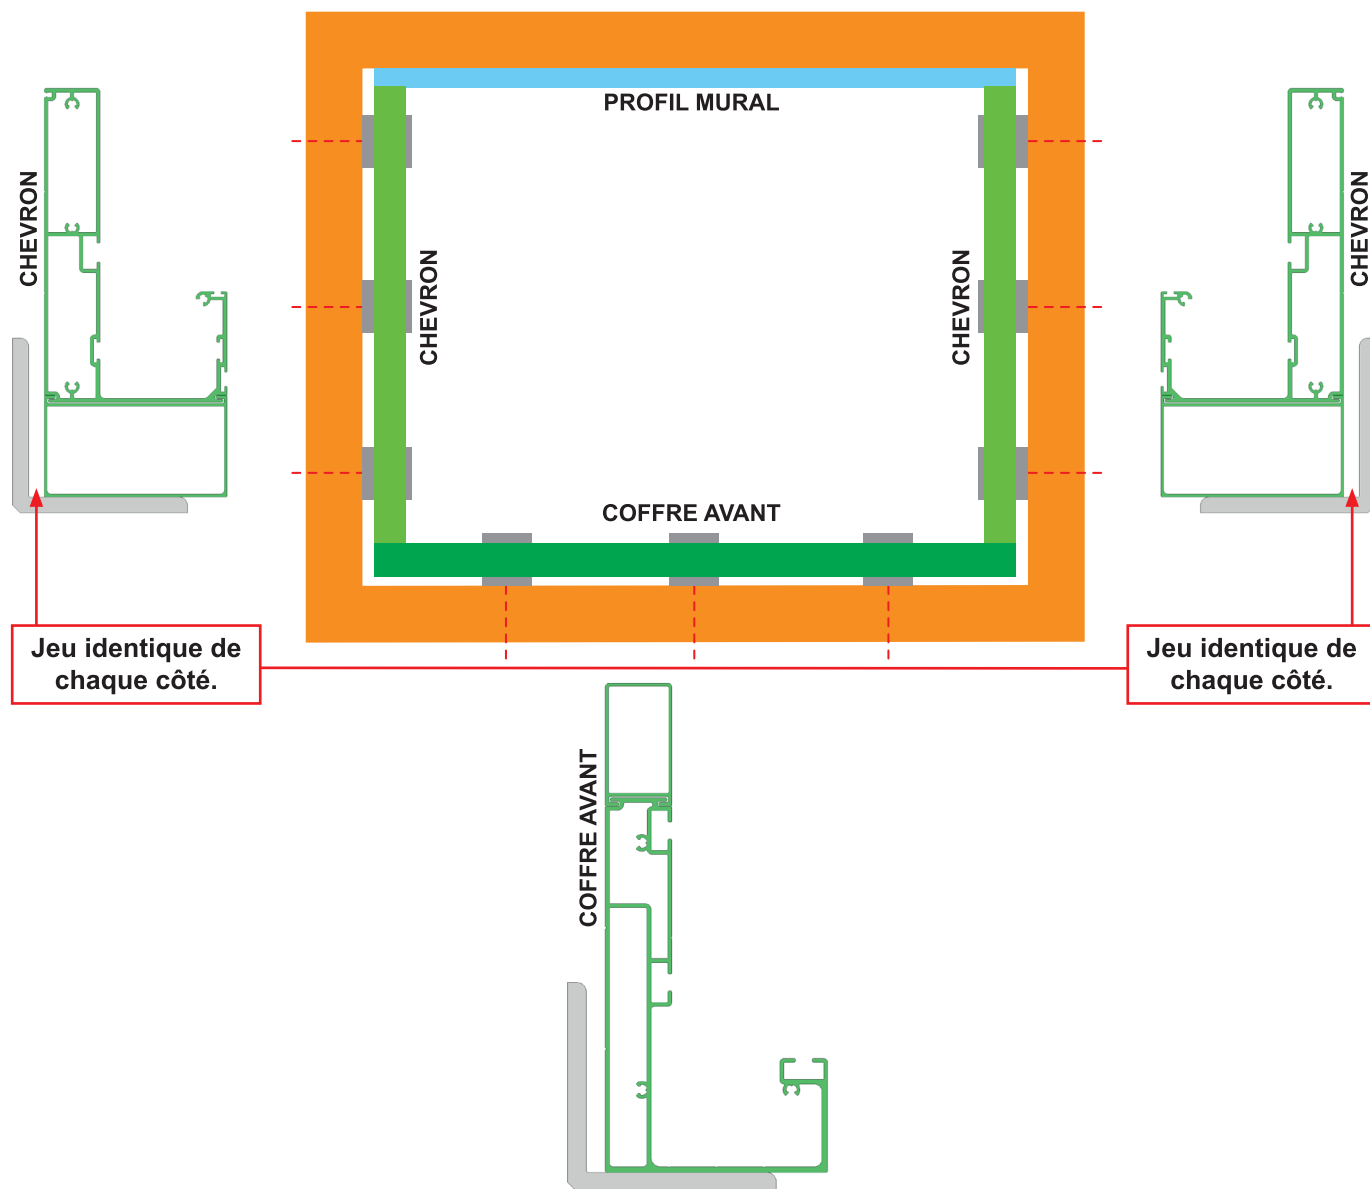 PROFIL MURAL
CHEVRON
CHEVRON
CHEVRON
CHEVRON
COFFRE AVANT
Jeu identique de
chaque côté.
Jeu identique de
chaque côté.
COFFRE AVANT